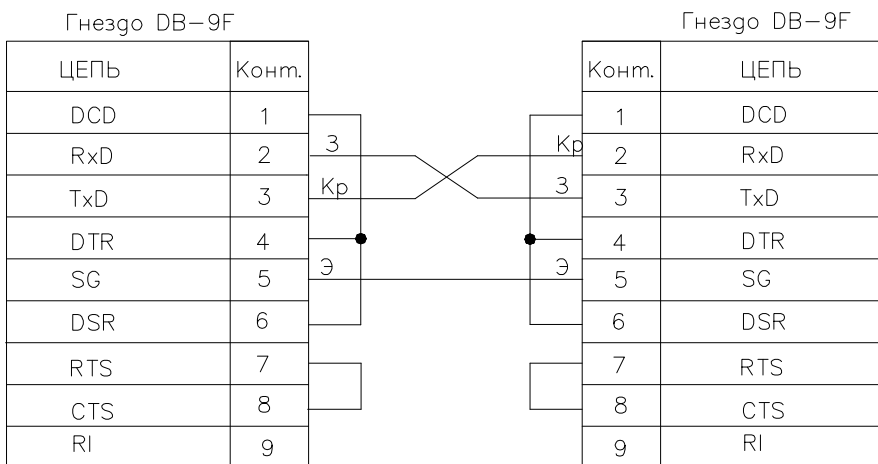 Гнездо DB-9F Гнездо DB-9F
ЦЕПЬ Конт. Конт. ЦЕПЬ
DCD 1 1 DCD
RxD 2 З Кр 2 RxD
TxD 3 Кр З 3 TxD
DTR 4 4 DTR
SG 5 Э Э 5 SG
DSR 6 6 DSR
RTS 7 7 RTS
CTS 8 8 CTS
RI 9 9 RI